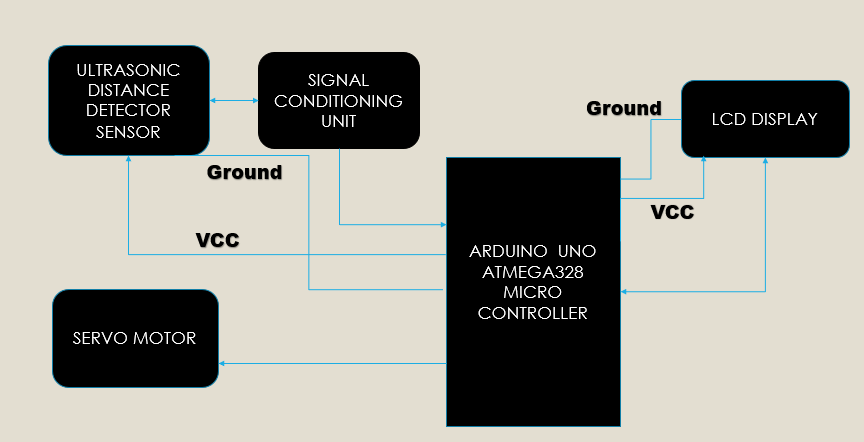 ULTRASONIC
DISTANCE
DETECTOR
SENSOR
SIGNAL
CONDITIONING
UNIT
Ground
LCD DISPLAY
Ground
VCC
VCC
ARDUINO UNO
ATMEGA328
MICRO
CONTROLLER
SERVO MOTOR